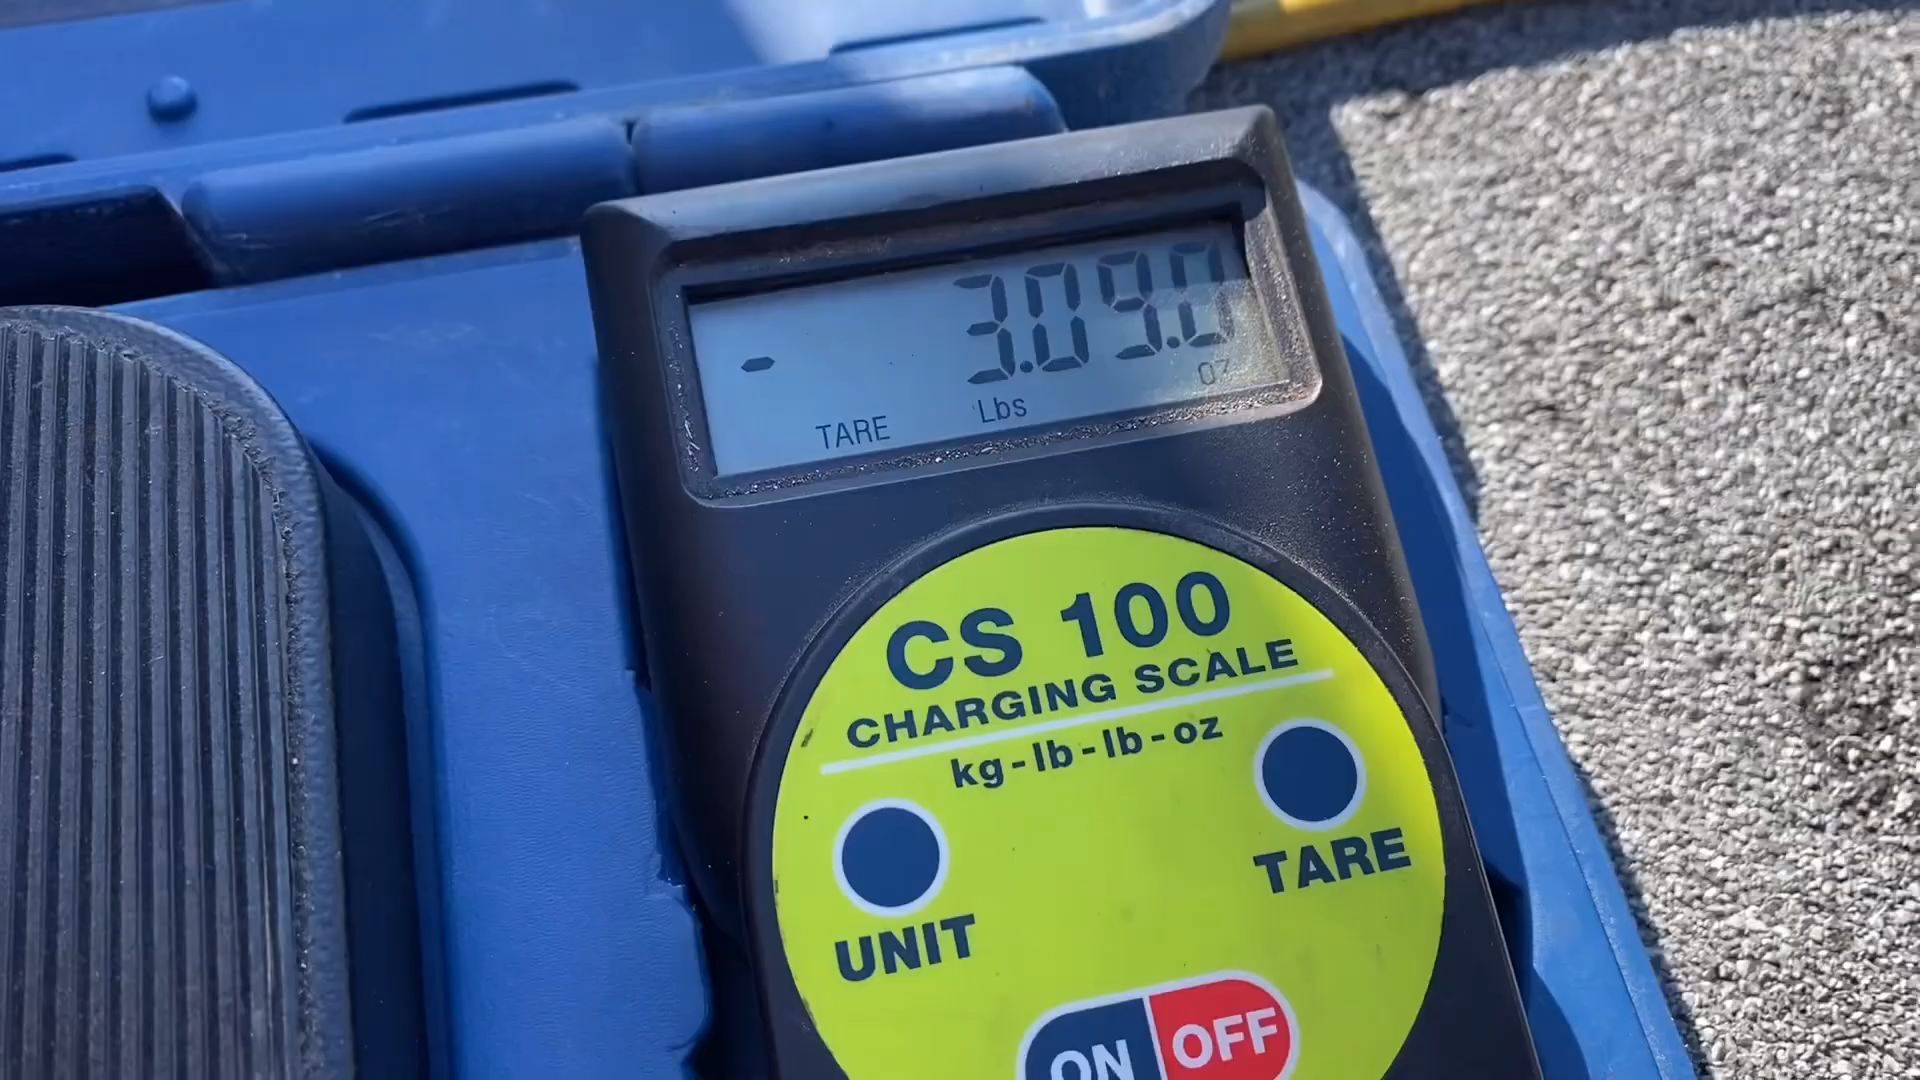 - 3.09.0
oz
TARE Lbs
CS 100
CHARGING SCALE
kg-lb-lb-oz
UNIT
TARE
ON OFF